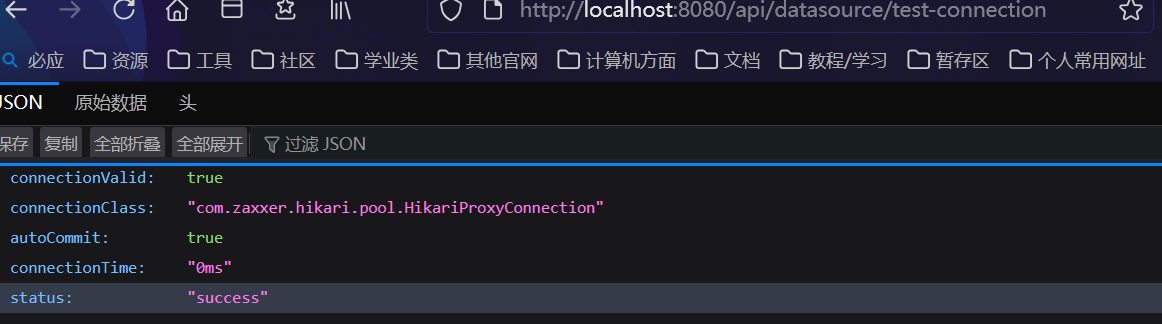 http://localhost:8080/api/datasource/test-connection
必应 资源 工具 社区 学业类 其他官网 计算机方面 文档 教程/学习 暂存区 个人常用网址
JSON 原始数据 头
保存 复制 全部折叠 全部展开 过滤 JSON
connectionValid: true
connectionClass: "com.zaxxer.hikari.pool.HikariProxyConnection"
autoCommit: true
connectionTime: "0ms"
status: "success"